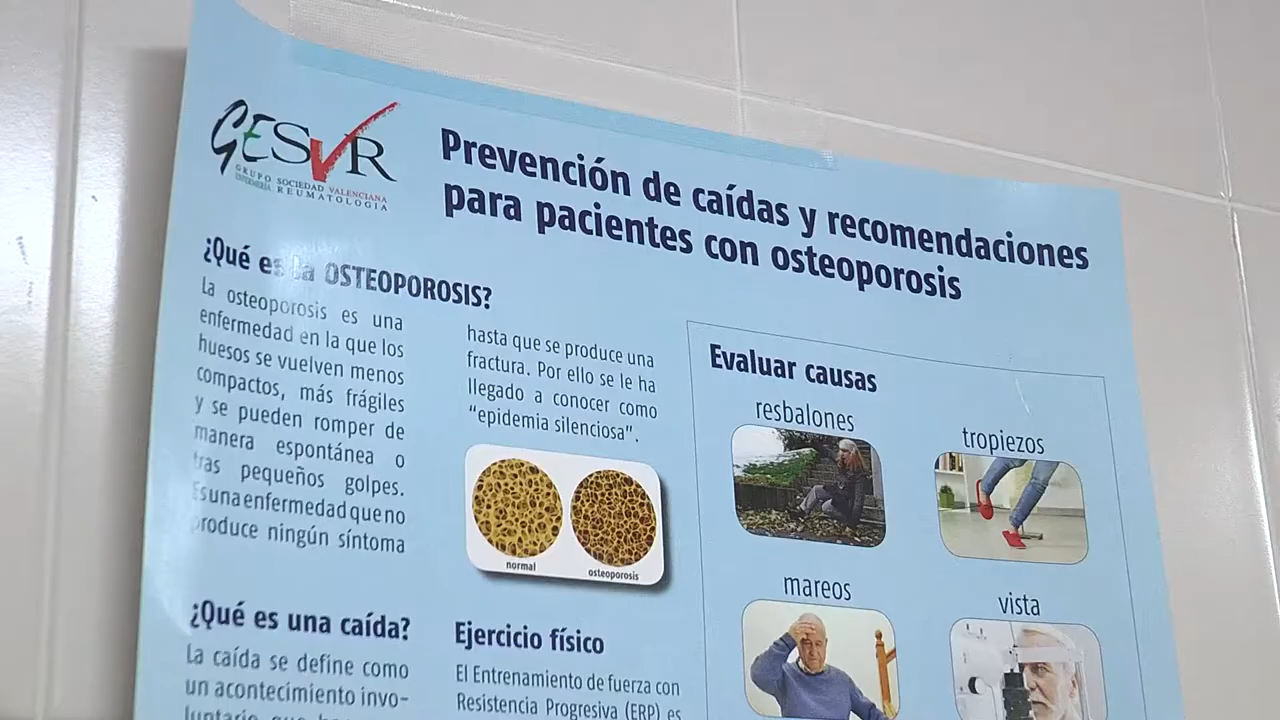 GESVR
GRUPO SOCIEDAD VALENCIANA
ENFERMERÍA REUMATOLOGIA
Prevención de caídas y recomendaciones
para pacientes con osteoporosis
¿Qué es la OSTEOPOROSIS?
La osteoporosis es una
enfermedad en la que los
huesos se vuelven menos
compactos, más frágiles
y se pueden romper de
manera espontánea o
tras pequeños golpes.
Es una enfermedad que no
produce ningún síntoma
hasta que se produce una
fractura. Por ello se le ha
llegado a conocer como
“epidemia silenciosa”.
normal
osteoporosis
¿Qué es una caída?
La caída se define como
un acontecimiento invo-
luntario que
Ejercicio físico
El Entrenamiento de fuerza con
Resistencia Progresiva (ERP) es
Evaluar causas
resbalones
tropiezos
mareos
vista